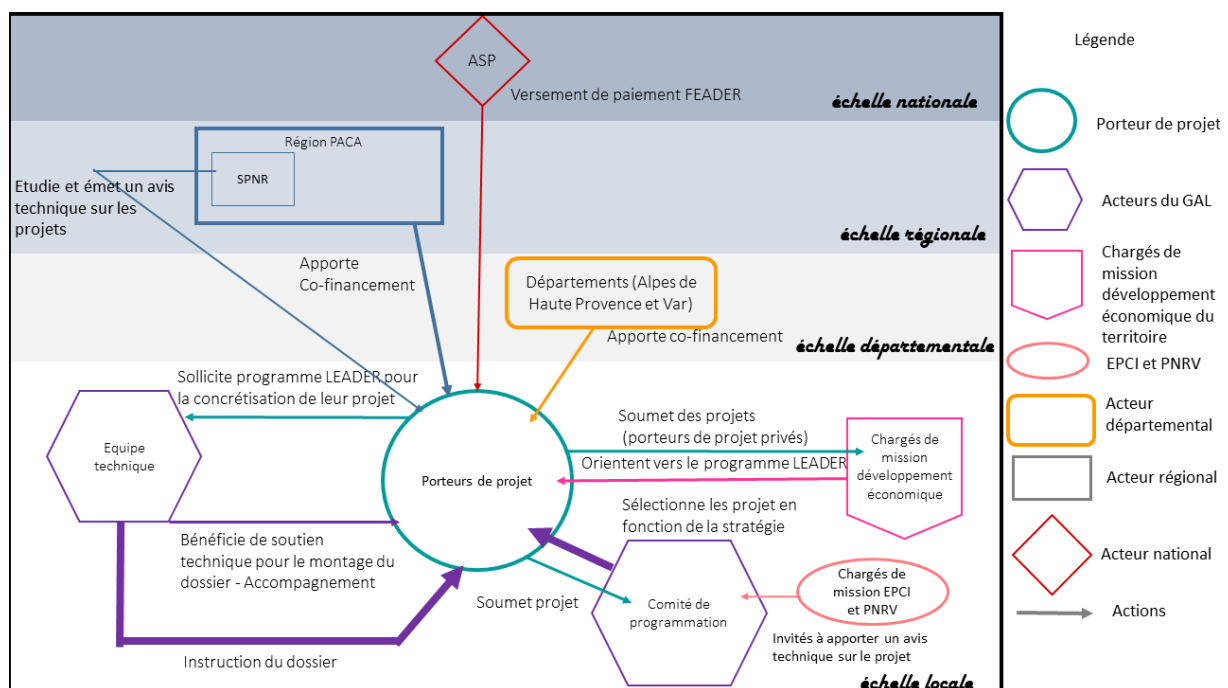 ASP
Versement de paiement FEADER
échelle nationale
Région PACA
SPNR
Etudie et émet un avis
technique sur les
projets
échelle régionale
Apporte
Co-financement
Départements (Alpes de
Haute Provence et Var)
Apporte co-financement
échelle départementale
Sollicite programme LEADER pour
la concrétisation de leur projet
Equipe
technique
Porteurs de projet
Soumet des projets
(porteurs de projet privés)
Orientent vers le programme LEADER
Chargés de
mission
développement
économique
Sélectionne les projet en
fonction de la stratégie
Bénéficie de soutien
technique pour le montage du
dossier - Accompagnement
Soumet projet
Comité de
programmation
Chargés de
mission EPCI
et PNRV
Invités à apporter un avis
technique sur le projet
Instruction du dossier
échelle locale
Légende
Porteur de projet
Acteurs du GAL
Chargés de
mission
développement
économique du
territoire
EPCI et PNRV
Acteur
départemental
Acteur régional
Acteur national
Actions